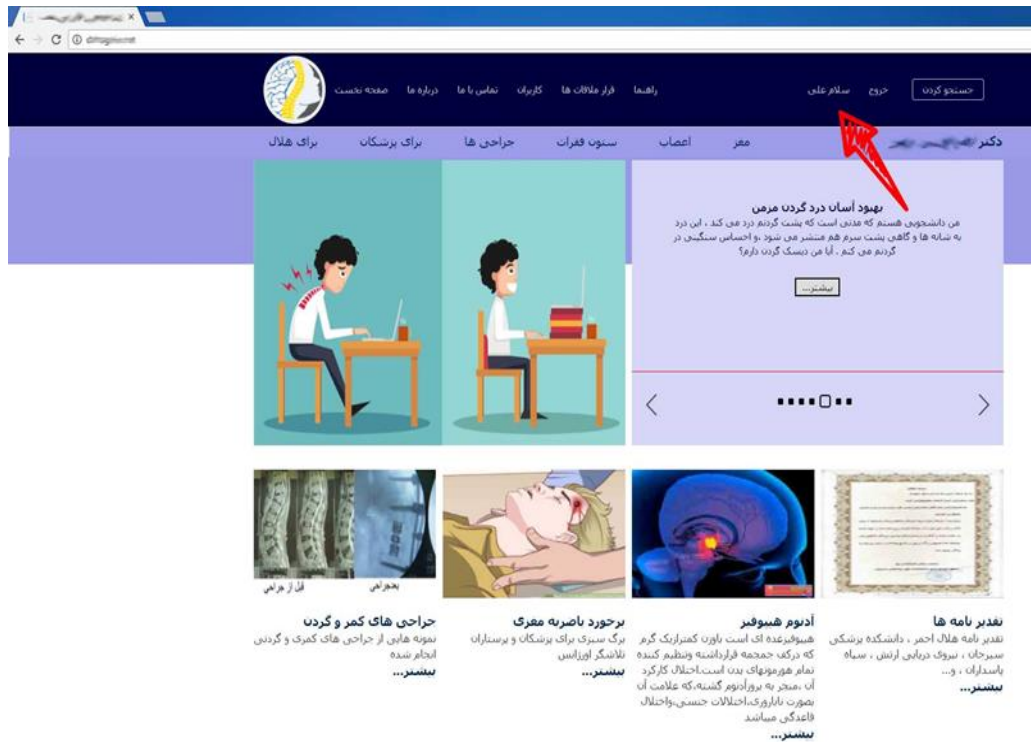 جستجو کردن
خروج
سلام علی
راهنما
قرار ملاقات ها
کاربران
تماس با ما
درباره ما
صفحه نخست
دکتر
مغز
اعصاب
ستون فقرات
جراحی ها
برای پزشکان
برای هلال
بهبود آسان درد گردن مزمن
من دانشجویی هستم که مدتی است که پشت گردنم درد می کند ، این درد
به شانه ها و گاهی پشت سرم هم منتشر می شود ،و احساس سنگینی در
گردنم می کنم . آیا من دیسک گردن دارم؟
بیشتر...
تقدیر نامه ها
تقدیر نامه هلال احمر ، دانشکده پزشکی
سیرجان ، نیروی دریایی ارتش ، سپاه
پاسداران ، و...
بیشتر...
آدنوم هیپوفیز
هیپوفیزغده ای است باوزن کمترازیک گرم
که درکف جمجمه قرارداشته وتنظیم کننده
تمام هورمونهای بدن است.اختلال کارکرد
آن ،منجر به بروزآدنوم گشته،که علامت آن
بصورت ناباروری،اختلالات جنسی،واختلال
قاعدگی میباشد
بیشتر...
برخورد باضربه مغزی
برگ سبزی برای پزشکان و پرستاران
تلاشگر اورژانس
بیشتر...
بعدجراحی
قبل از جراحی
جراحی های کمر و گردن
نمونه هایی از جراحی های کمری و گردنی
انجام شده
بیشتر...